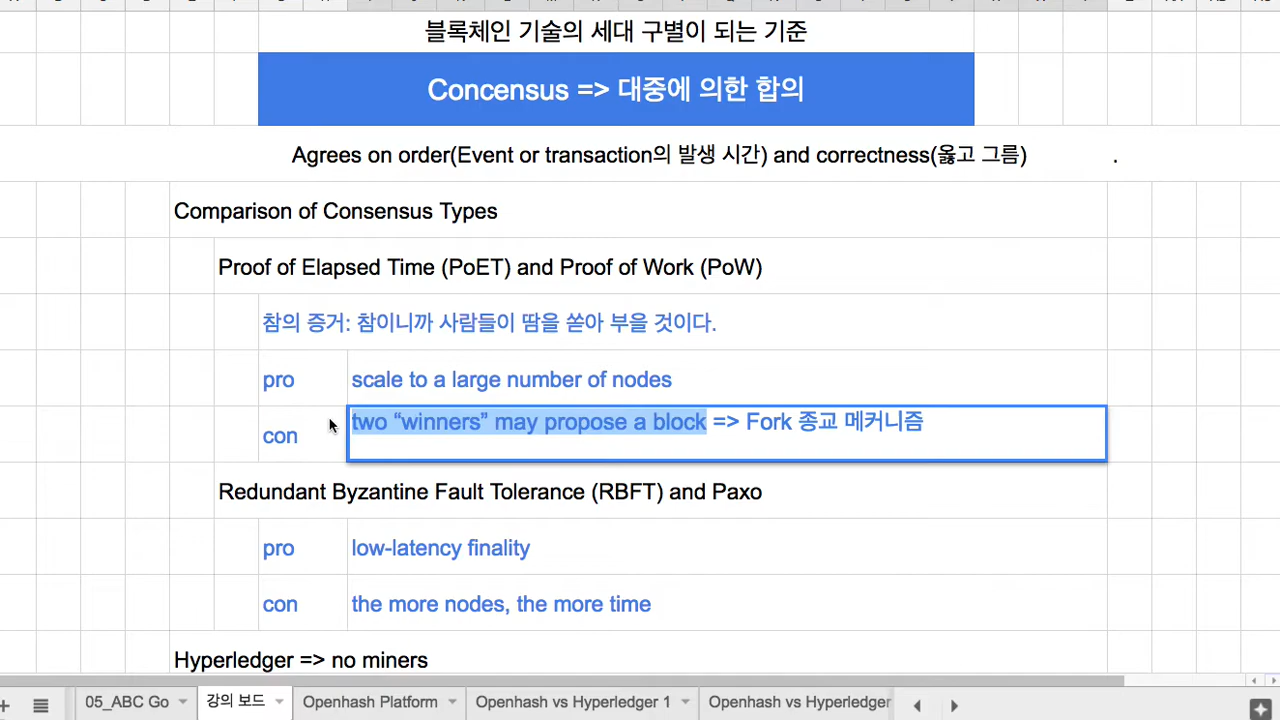 블록체인 기술의 세대 구별이 되는 기준
Concensus => 대중에 의한 합의
Agrees on order(Event or transaction의 발생 시간) and correctness(옳고 그름) .
Comparison of Consensus Types
Proof of Elapsed Time (PoET) and Proof of Work (PoW)
참의 증거: 참이니까 사람들이 땀을 쏟아 부을 것이다.
pro scale to a large number of nodes
con two “winners” may propose a block => Fork 종교 메커니즘
Redundant Byzantine Fault Tolerance (RBFT) and Paxo
pro low-latency finality
con the more nodes, the more time
Hyperledger => no miners
05_ABC Go 강의 보드 Openhash Platform Openhash vs Hyperledger 1 Openhash vs Hyperledger